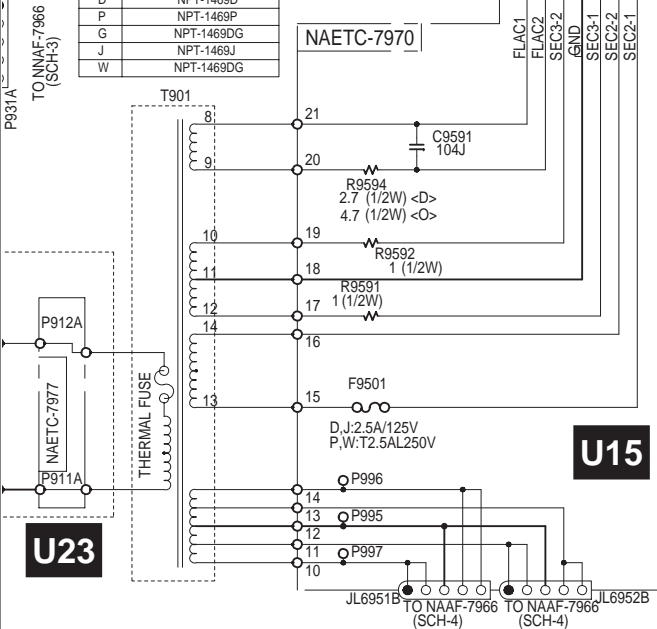 D NPT-1469D
P NPT-1469P
G NPT-1469DG
J NPT-1469J
W NPT-1469DG
P931A
TO NNAF-7966
(SCH-3)
NAETC-7970
FLAC1
FLAC2
SEC3-2
GND
SEC3-1
SEC2-2
SEC2-1
T901
8
21
C9591
104J
9
20
R9594
2.7 (1/2W) <D>
4.7 (1/2W) <O>
10
19
R9592
1 (1/2W)
11
18
R9591
1 (1/2W)
12
17
14
16
P912A
NAETC-7977
P911A
THERMAL FUSE
13
15
F9501
D,J:2.5A/125V
P,W:T2.5AL250V
U15
U23
P996
14
13
P995
12
11
P997
10
JL6951B
TO NAAF-7966
(SCH-4)
TO NAAF-7966
(SCH-4)
JL6952B